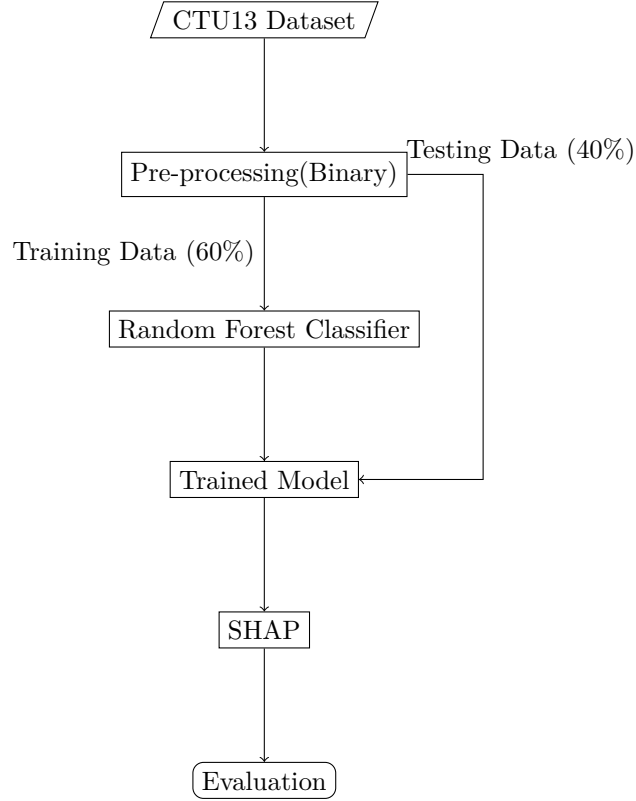 CTU13 Dataset
Testing Data (40%)
Pre-processing(Binary)
Training Data (60%)
Random Forest Classifier
Trained Model
SHAP
Evaluation